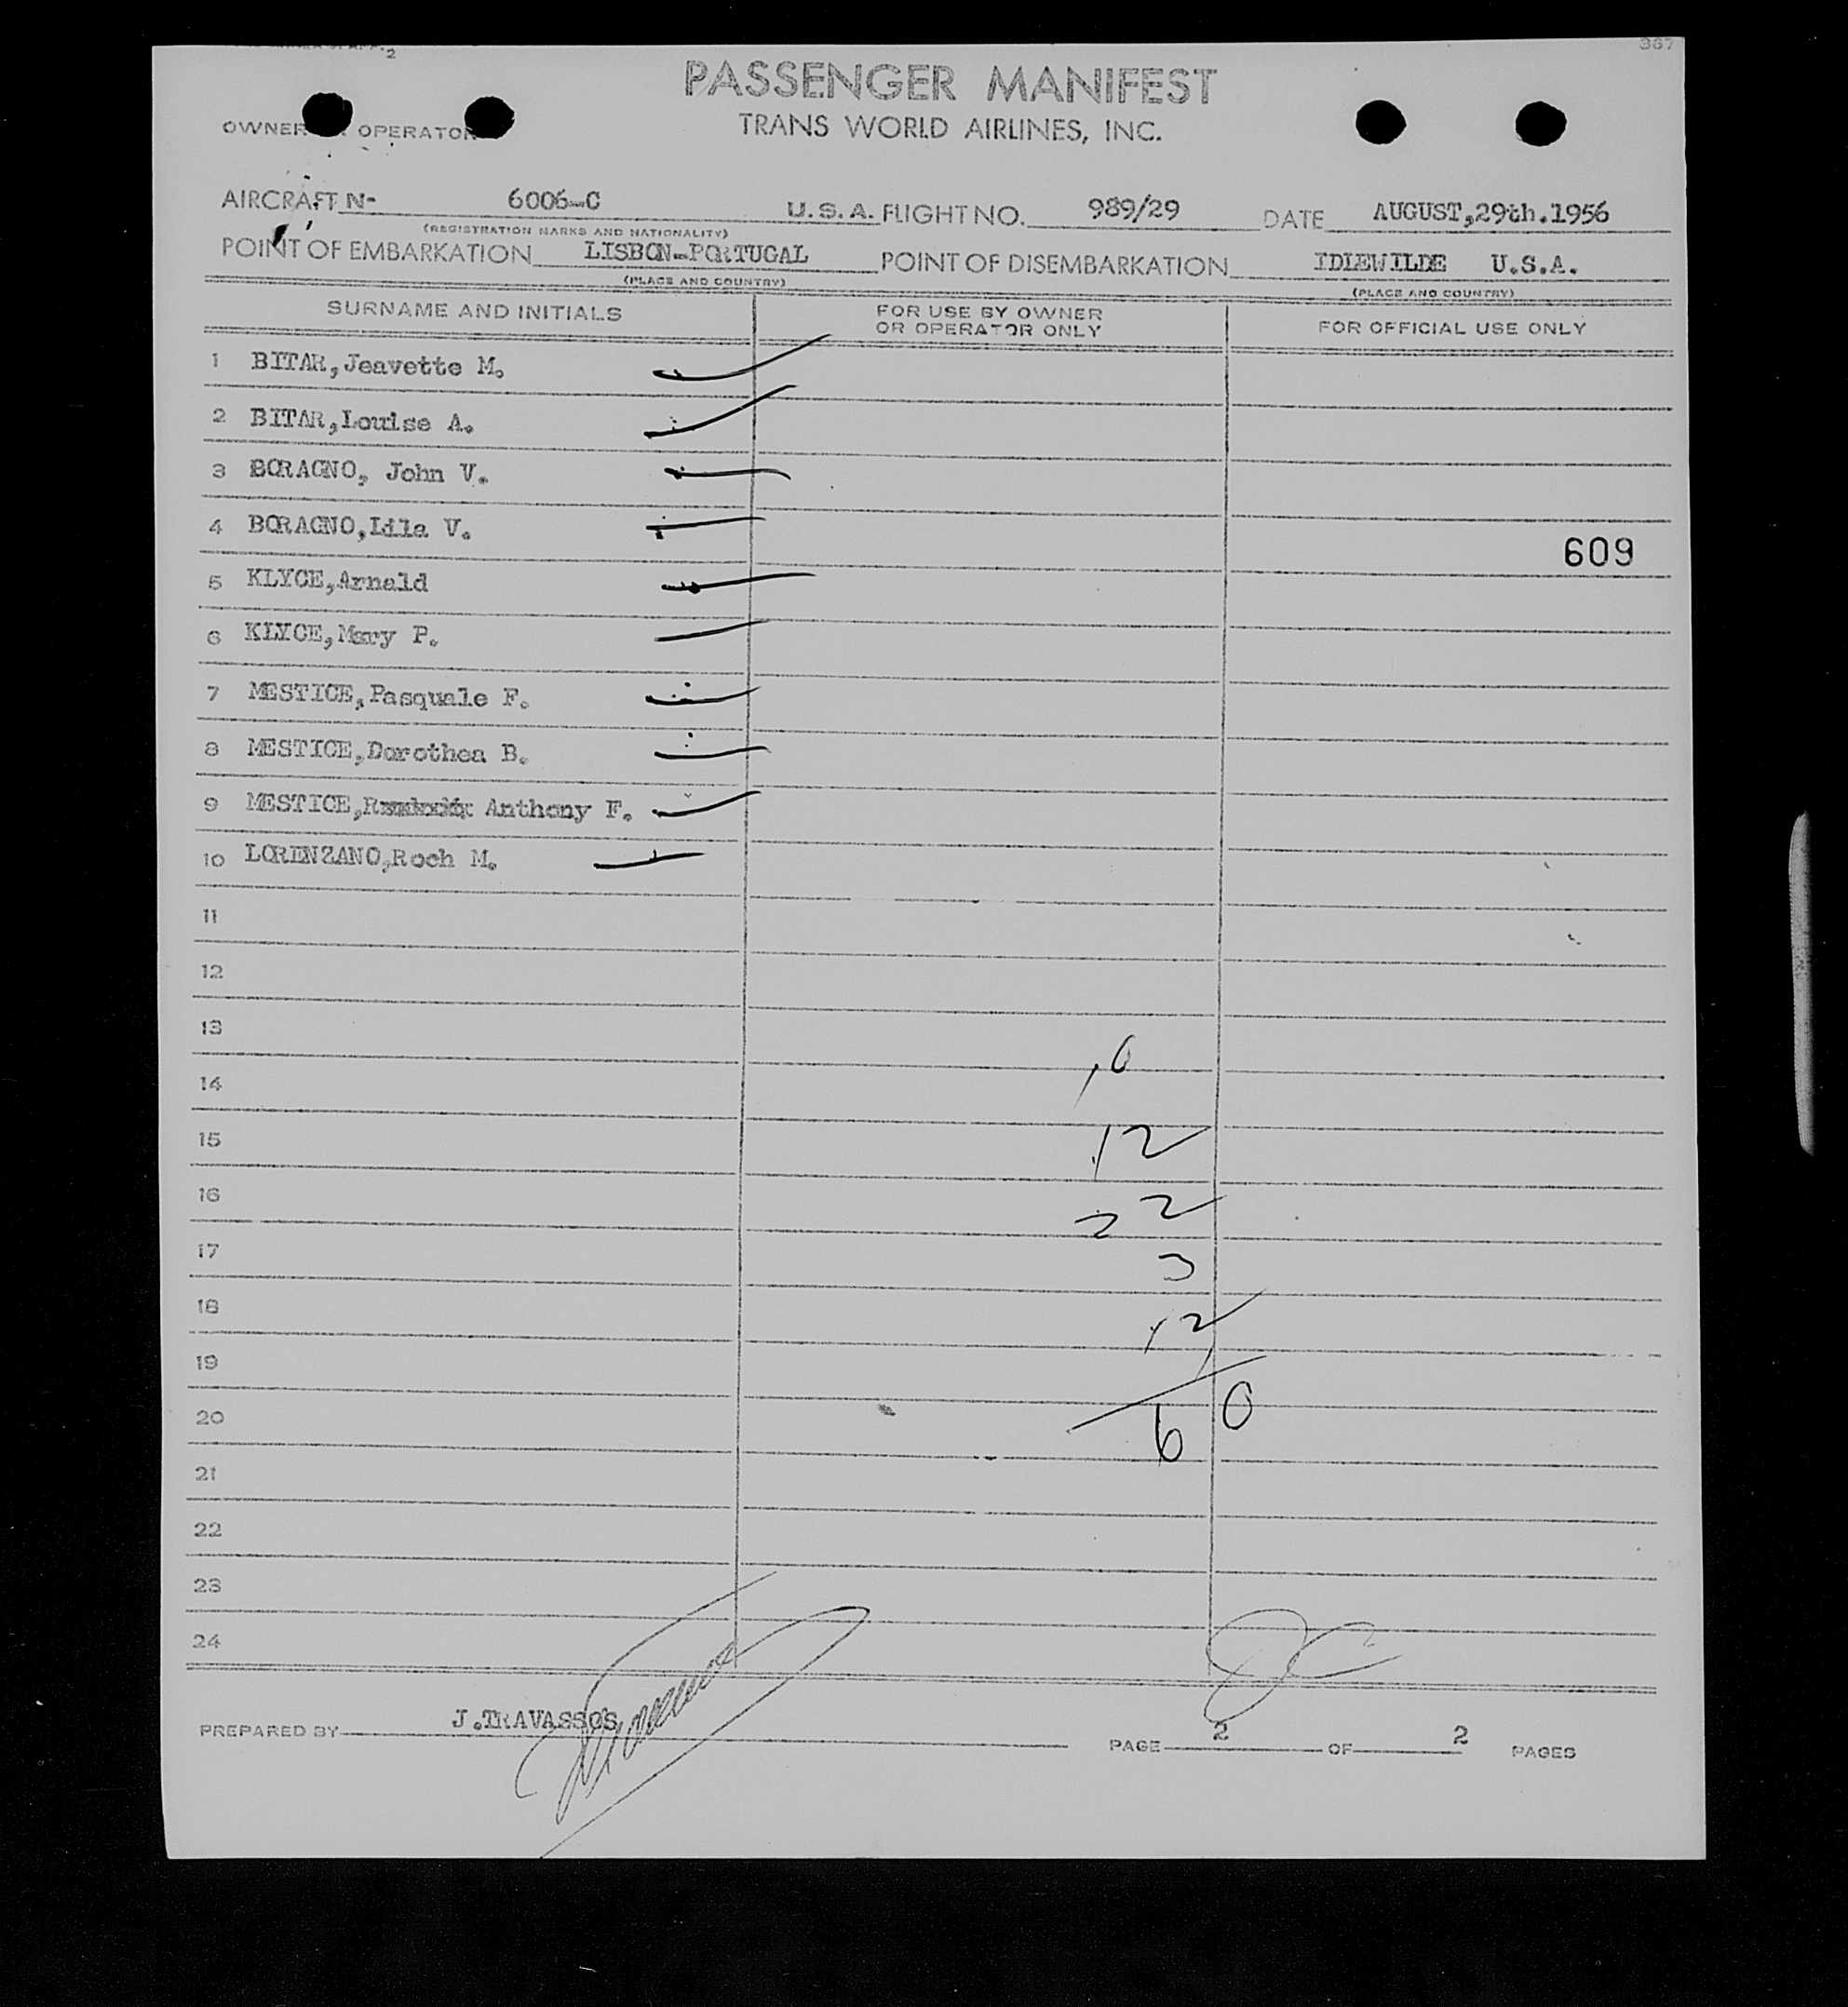 2
367
PASSENGER MANIFEST
TRANS WORLD AIRLINES, INC.
OWNER OPERATOR
AIRCRAFT N- 6006-C U.S.A. FLIGHT NO. 989/29 DATE AUGUST,29th.1956
(REGISTRATION MARKS AND NATIONALITY)
POINT OF EMBARKATION LISBON-PORTUGAL POINT OF DISEMBARKATION IDLEWILDE U.S.A.
(PLACE AND COUNTRY) (PLACE AND COUNTRY)
SURNAME AND INITIALS FOR USE BY OWNER OR OPERATOR ONLY FOR OFFICIAL USE ONLY
1 BITAR,Jeavette M.
2 BITAR,Louise A.
3 BORAGNO, John V.
4 BORAGNO,Lila V.
609
5 KLYCE,Arnald
6 KLYCE,Mary P.
7 MESTICE,Pasquale F.
8 MESTICE,Dorothea B.
9 MESTICE, Anthony F.
10 LORENZANO,Roch M.
11
12
13
10
14
15 12
16 22
17 3
18 12
19
20 60
21
22
23
24
PREPARED BY J.TRAVASSOS PAGE 2 OF 2 PAGES